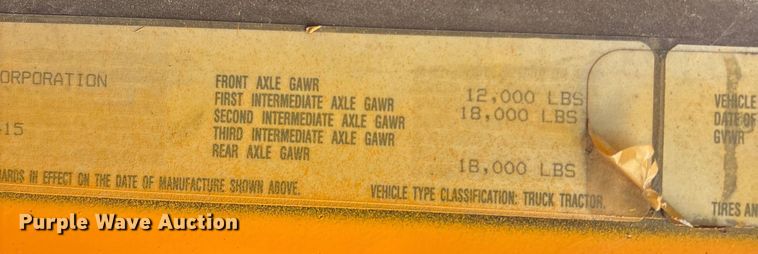 ORPORATION
FRONT AXLE GAWR 12,000 LBS
FIRST INTERMEDIATE AXLE GAWR 18,000 LBS
SECOND INTERMEDIATE AXLE GAWR
15
THIRD INTERMEDIATE AXLE GAWR
REAR AXLE GAWR 18,000 LBS
ARDS IN EFFECT ON THE DATE OF MANUFACTURE SHOWN ABOVE.
VEHICLE TYPE CLASSIFICATION: TRUCK TRACTOR.
VEHICLE
DATE OF
GVWR
TIRES AN
Purple Wave Auction